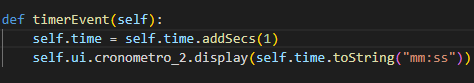 def timerEvent(self):
    self.time = self.time.addSecs(1)
    self.ui.cronometro_2.display(self.time.toString("mm:ss"))